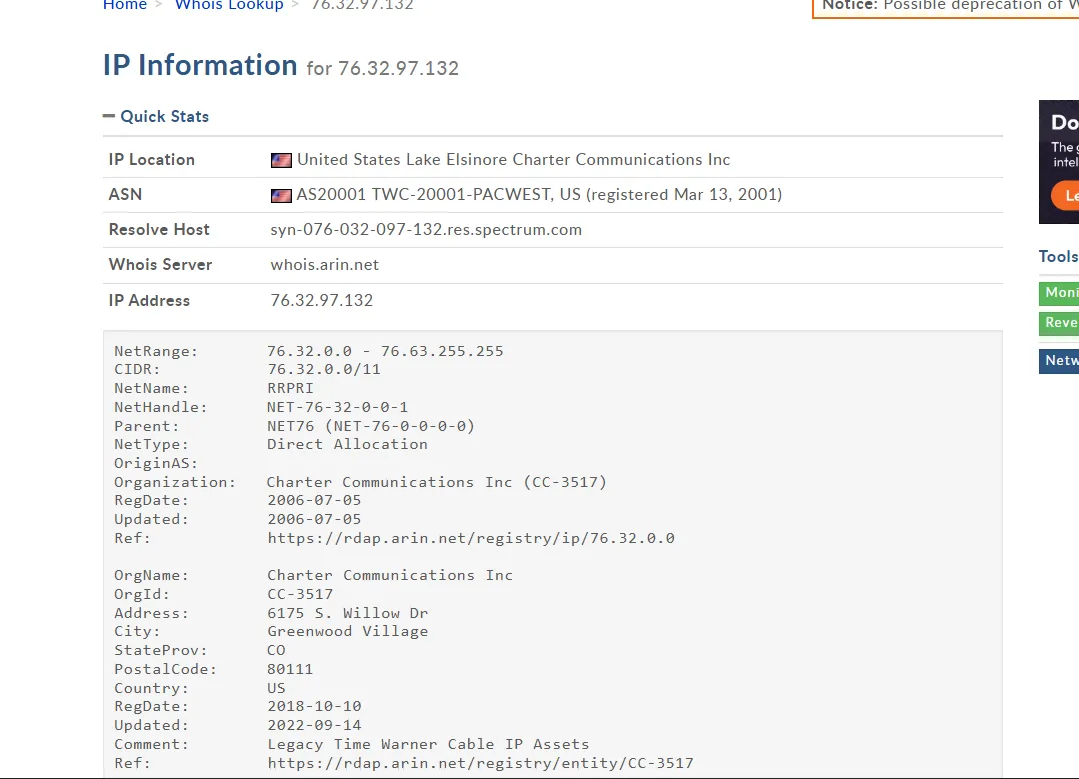 Home > Whois Lookup > 76.32.97.132
Notice: Possible deprecation of W
IP Information for 76.32.97.132
Quick Stats
IP Location United States Lake Elsinore Charter Communications Inc
ASN AS20001 TWC-20001-PACWEST, US (registered Mar 13, 2001)
Resolve Host syn-076-032-097-132.res.spectrum.com
Whois Server whois.arin.net
IP Address 76.32.97.132
NetRange: 76.32.0.0 - 76.63.255.255
CIDR: 76.32.0.0/11
NetName: RRPRI
NetHandle: NET-76-32-0-0-1
Parent: NET76 (NET-76-0-0-0-0)
NetType: Direct Allocation
OriginAS:
Organization: Charter Communications Inc (CC-3517)
RegDate: 2006-07-05
Updated: 2006-07-05
Ref: https://rdap.arin.net/registry/ip/76.32.0.0
OrgName: Charter Communications Inc
OrgId: CC-3517
Address: 6175 S. Willow Dr
City: Greenwood Village
StateProv: CO
PostalCode: 80111
Country: US
RegDate: 2018-10-10
Updated: 2022-09-14
Comment: Legacy Time Warner Cable IP Assets
Ref: https://rdap.arin.net/registry/entity/CC-3517
Do
The g
intel
Le
Tools
Moni
Reve
Netw